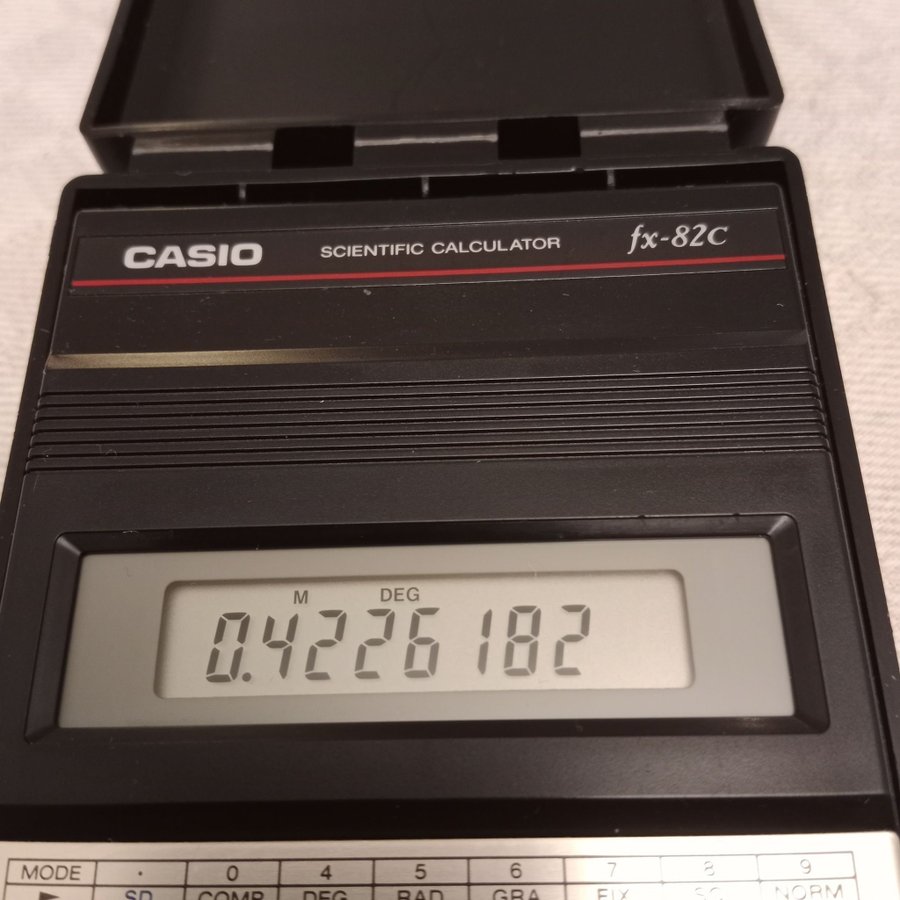 CASIO SCIENTIFIC CALCULATOR fx-82C
M DEG
0.4226182
MODE · 0 4 5 6 7 8 9
► SD COMP DEG RAD GRA FIX SCI NORM